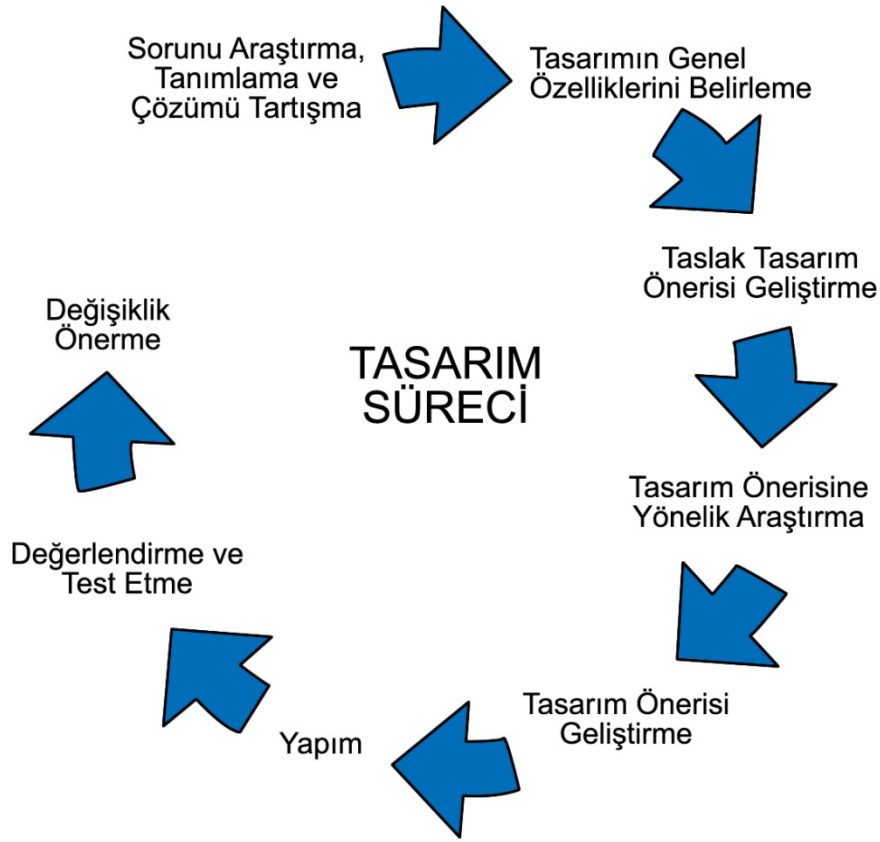 Sorunu Araştırma,
Tanımlama ve
Çözümü Tartışma
Tasarımın Genel
Özelliklerini Belirleme
Taslak Tasarım
Önerisi Geliştirme
Tasarım Önerisine
Yönelik Araştırma
Tasarım Önerisi
Geliştirme
Yapım
Değerlendirme ve
Test Etme
Değişiklik
Önerme
TASARIM
SÜRECİ